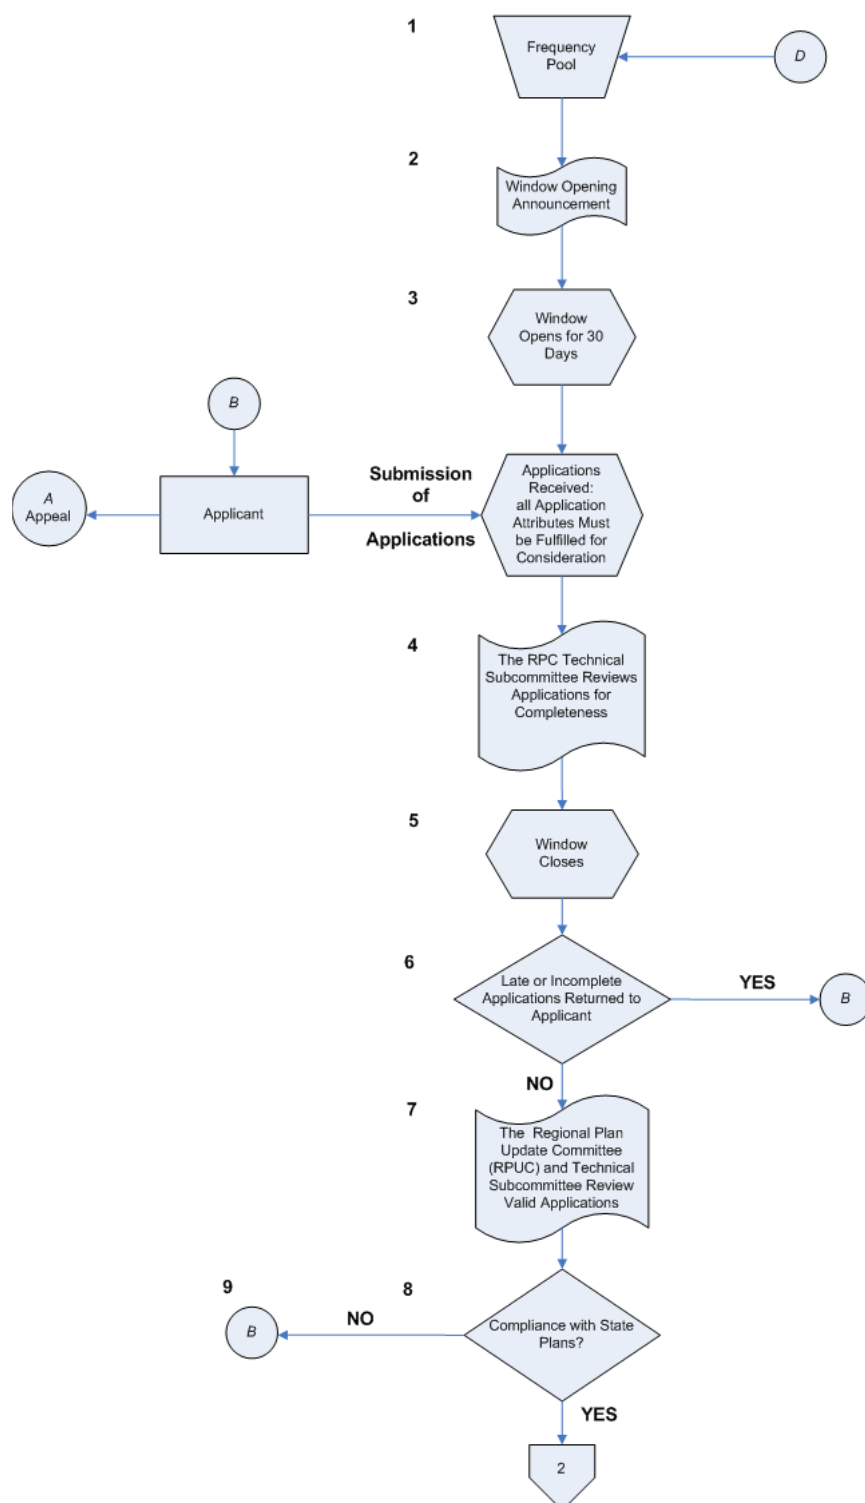 1
Frequency
Pool
D
2
Window Opening
Announcement
3
Window
Opens for 30
Days
B
A
Appeal
Applicant
Submission
of
Applications
Applications
Received:
all Application
Attributes Must
be Fulfilled for
Consideration
4
The RPC Technical
Subcommittee Reviews
Applications for
Completeness
5
Window
Closes
6
Late or Incomplete
Applications Returned to
Applicant
YES
B
NO
7
The Regional Plan
Update Committee
(RPUC) and Technical
Subcommittee Review
Valid Applications
9
8
B
NO
Compliance with State
Plans?
YES
2